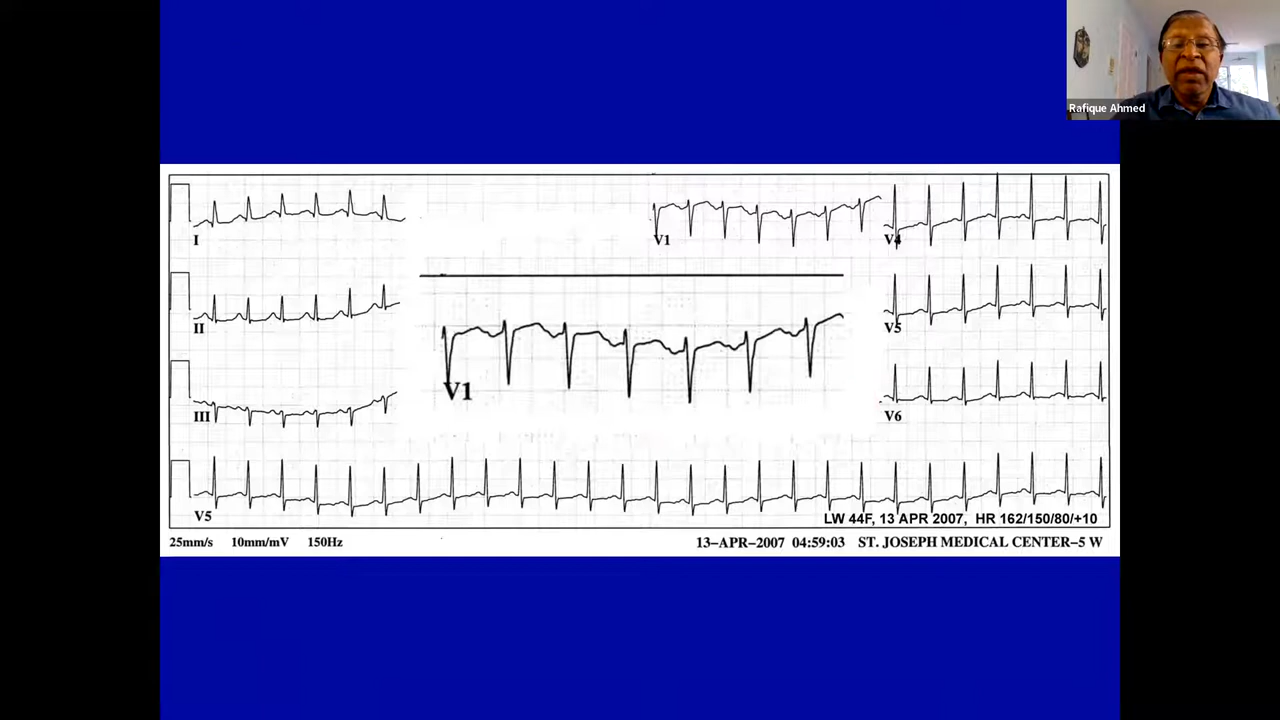 Rafique Ahmed
I
V1
V4
II
V5
V1
III
V6
V5
LW 44F, 13 APR 2007, HR 162/150/80/+10
25mm/s 10mm/mV 150Hz 13-APR-2007 04:59:03 ST. JOSEPH MEDICAL CENTER-5 W